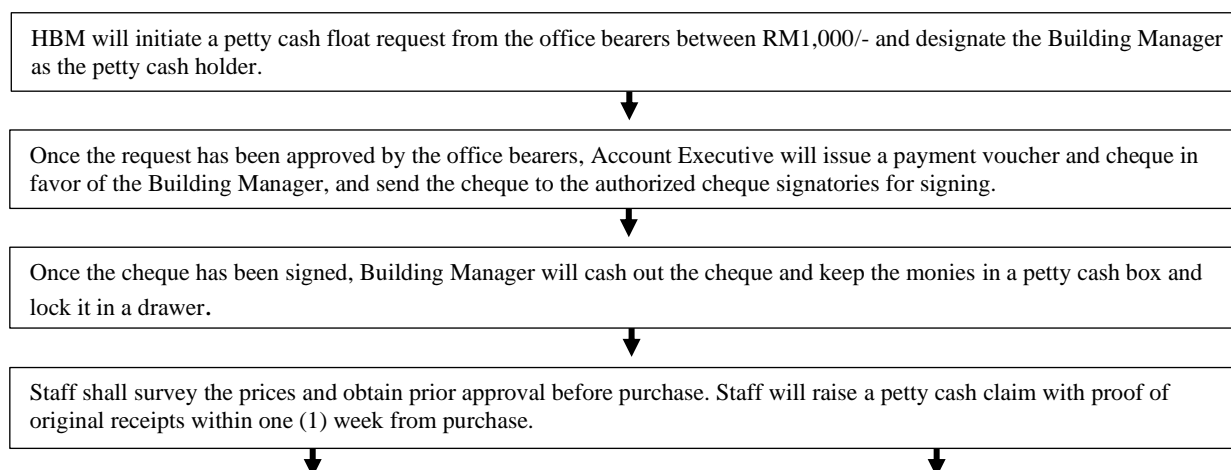 HBM will initiate a petty cash float request from the office bearers between RM1,000/- and designate the Building Manager
as the petty cash holder.
Once the request has been approved by the office bearers, Account Executive will issue a payment voucher and cheque in
favor of the Building Manager, and send the cheque to the authorized cheque signatories for signing.
Once the cheque has been signed, Building Manager will cash out the cheque and keep the monies in a petty cash box and
lock it in a drawer.
Staff shall survey the prices and obtain prior approval before purchase. Staff will raise a petty cash claim with proof of
original receipts within one (1) week from purchase.